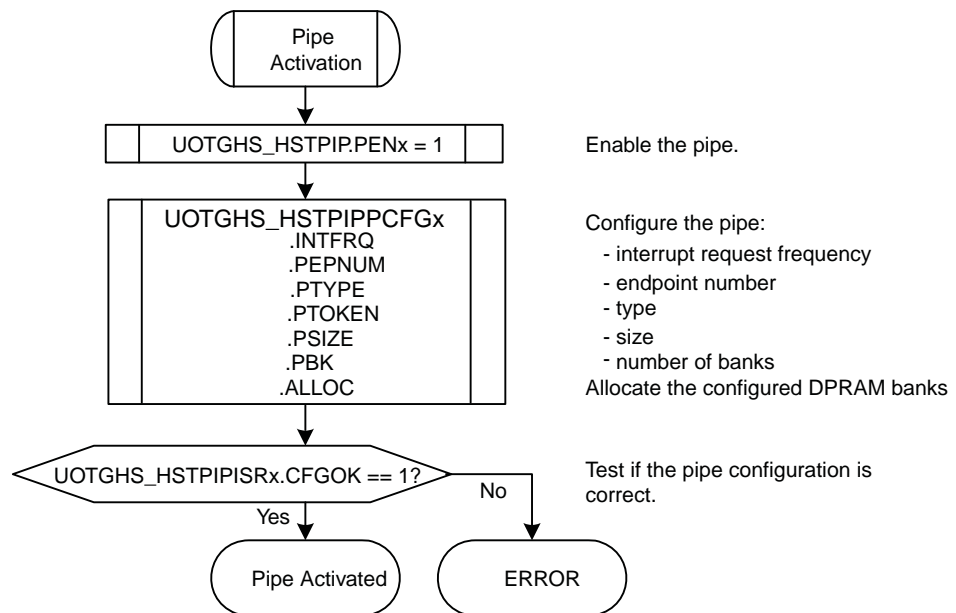 Pipe
Activation
UOTGHS_HSTPIP.PENx = 1
Enable the pipe.
UOTGHS_HSTPIPPCFGx
.INTFRQ
.PEPNUM
.PTYPE
.PTOKEN
.PSIZE
.PBK
.ALLOC
Configure the pipe:
- interrupt request frequency
- endpoint number
- type
- size
- number of banks
Allocate the configured DPRAM banks
UOTGHS_HSTPIPISRx.CFGOK == 1?
Test if the pipe configuration is
correct.
No
Yes
Pipe Activated
ERROR